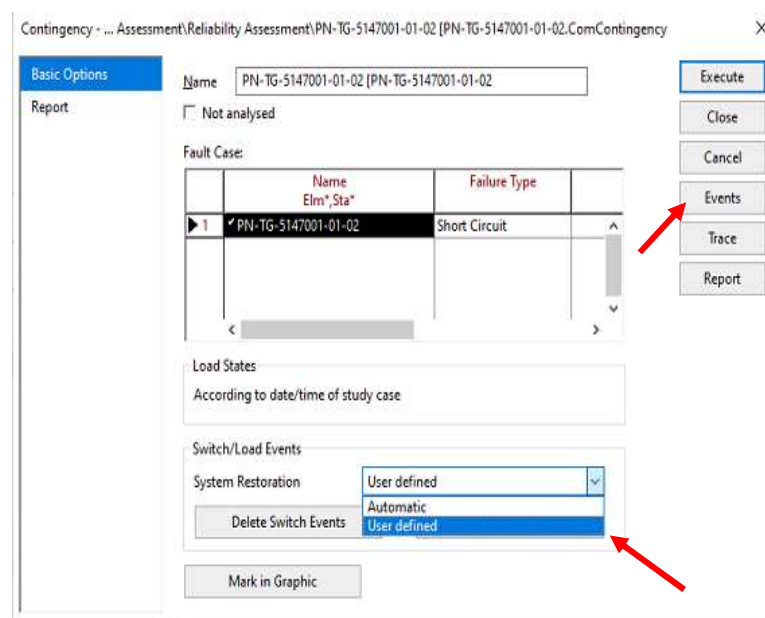 Contingency - ... Assessment\Reliability Assessment\PN-TG-5147001-01-02 [PN-TG-5147001-01-02.ComContingency
Basic Options
Report
Name PN-TG-5147001-01-02 [PN-TG-5147001-01-02
Not analysed
Fault Case:
Name Failure Type
Elm*,Sta*
1 PN-TG-5147001-01-02 Short Circuit
Load States
According to date/time of study case
Switch/Load Events
System Restoration User defined
Automatic
Delete Switch Events User defined
Mark in Graphic
Execute
Close
Cancel
Events
Trace
Report